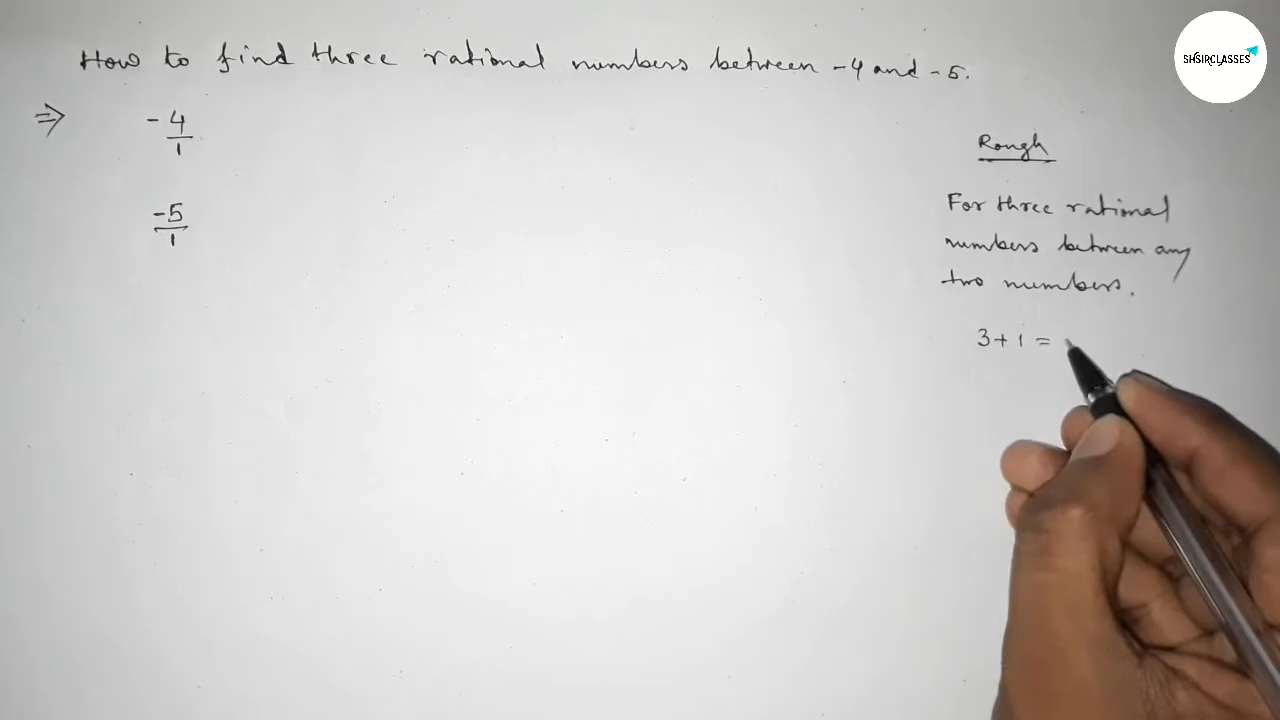 How to find three rational numbers between -4 and -5.
SHSIRCLASSES
⇒ -4/1
-5/1
Rough
For three rational
numbers between any
two numbers.
3+1=